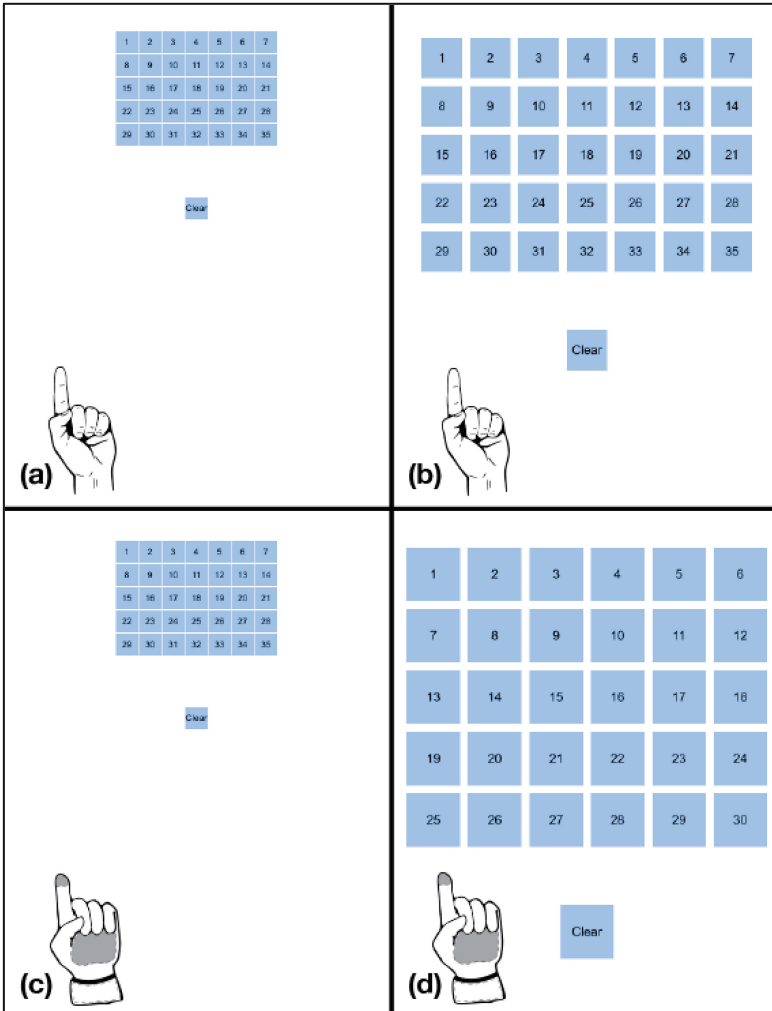 1 2 3 4 5 6 7
8 9 10 11 12 13 14
15 16 17 18 19 20 21
22 23 24 25 26 27 28
29 30 31 32 33 34 35
Clear
(a)
1 2 3 4 5 6 7
8 9 10 11 12 13 14
15 16 17 18 19 20 21
22 23 24 25 26 27 28
29 30 31 32 33 34 35
Clear
(b)
1 2 3 4 5 6 7
8 9 10 11 12 13 14
15 16 17 18 19 20 21
22 23 24 25 26 27 28
29 30 31 32 33 34 35
Clear
(c)
1 2 3 4 5 6
7 8 9 10 11 12
13 14 15 16 17 18
19 20 21 22 23 24
25 26 27 28 29 30
Clear
(d)